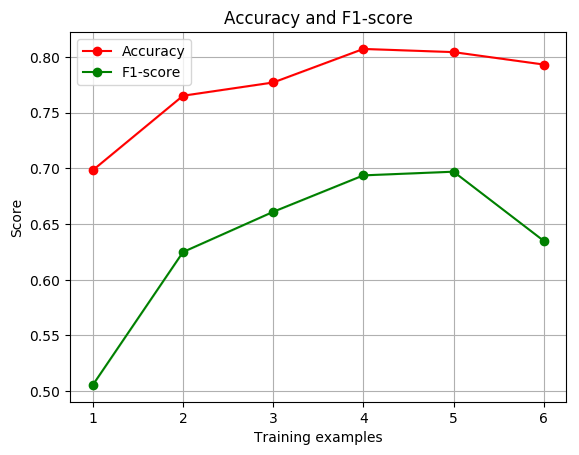 Accuracy and F1-score
Accuracy
F1-score
0.80
0.75
0.70
0.65
0.60
0.55
0.50
Score
1 2 3 4 5 6
Training examples